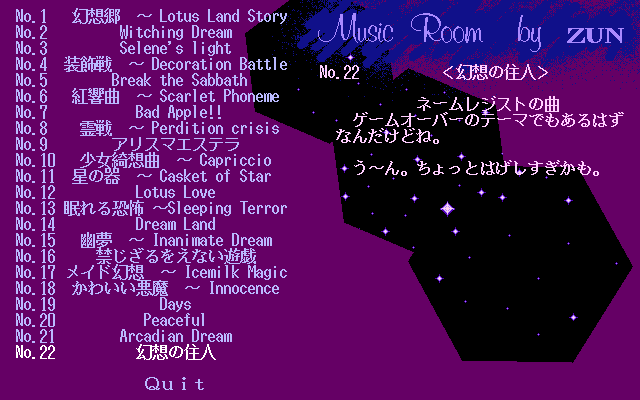 No.1 幻想郷 ～ Lotus Land Story
No.2 Witching Dream
No.3 Selene's light
No.4 装飾戦 ～ Decoration Battle
No.5 Break the Sabbath
No.6 紅響曲 ～ Scarlet Phoneme
No.7 Bad Apple!!
No.8 霊戦 ～ Perdition crisis
No.9 アリスマエステラ
No.10 少女綺想曲 ～ Capriccio
No.11 星の器 ～ Casket of Star
No.12 Lotus Love
No.13 眠れる恐怖 ～Sleeping Terror
No.14 Dream Land
No.15 幽夢 ～ Inanimate Dream
No.16 禁じざるをえない遊戯
No.17 メイド幻想 ～ Icemilk Magic
No.18 かわいい悪魔 ～ Innocence
No.19 Days
No.20 Peaceful
No.21 Arcadian Dream
No.22 幻想の住人
Quit
Music Room by ZUN
No.22 <幻想の住人>
ネームレジストの曲
ゲームオーバーのテーマでもあるはず
なんだけどね。
う～ん。ちょっとはげしすぎかも。